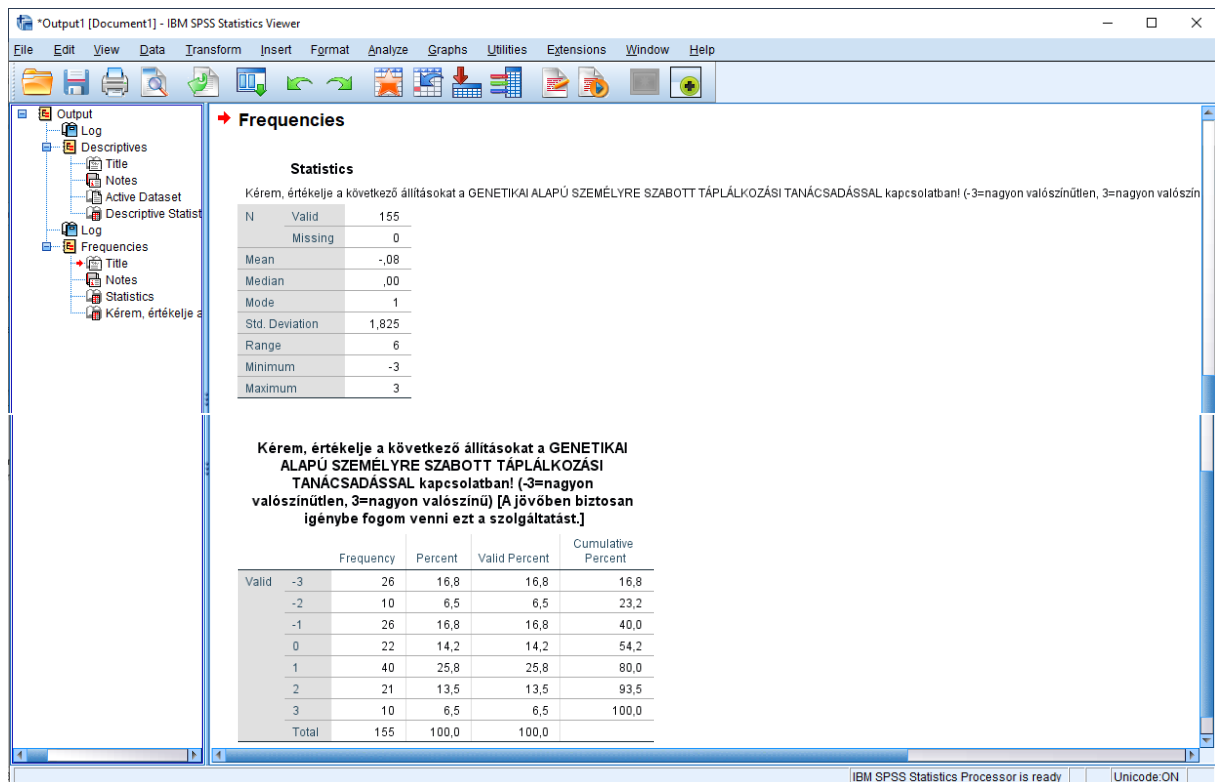 *Output1 [Document1] - IBM SPSS Statistics Viewer
File Edit View Data Transform Insert Format Analyze Graphs Utilities Extensions Window Help
Output
Log
Descriptives
Title
Notes
Active Dataset
Descriptive Statist
Log
Frequencies
Title
Notes
Statistics
Kérem, értékelje a
Frequencies
Statistics
Kérem, értékelje a következő állításokat a GENETIKAI ALAPÚ SZEMÉLYRE SZABOTT TÁPLÁLKOZÁSI TANÁCSADÁSSAL kapcsolatban! (-3=nagyon valószínűtlen, 3=nagyon valószín
N Valid 155
Missing 0
Mean -,08
Median ,00
Mode 1
Std. Deviation 1,825
Range 6
Minimum -3
Maximum 3
Kérem, értékelje a következő állításokat a GENETIKAI
ALAPÚ SZEMÉLYRE SZABOTT TÁPLÁLKOZÁSI
TANÁCSADÁSSAL kapcsolatban! (-3=nagyon
valószínűtlen, 3=nagyon valószínű) [A jövőben biztosan
igénybe fogom venni ezt a szolgáltatást.]
Frequency Percent Valid Percent Cumulative Percent
Valid -3 26 16,8 16,8 16,8
-2 10 6,5 6,5 23,2
-1 26 16,8 16,8 40,0
0 22 14,2 14,2 54,2
1 40 25,8 25,8 80,0
2 21 13,5 13,5 93,5
3 10 6,5 6,5 100,0
Total 155 100,0 100,0
IBM SPSS Statistics Processor is ready Unicode:ON